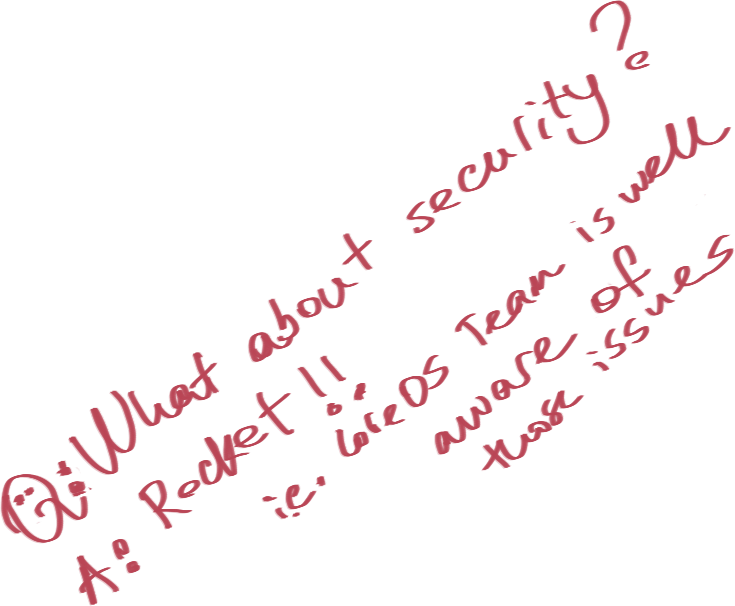 Q: What about security?
A: Rocket!!
i.e. CoreOS Team is well
aware of
those issues